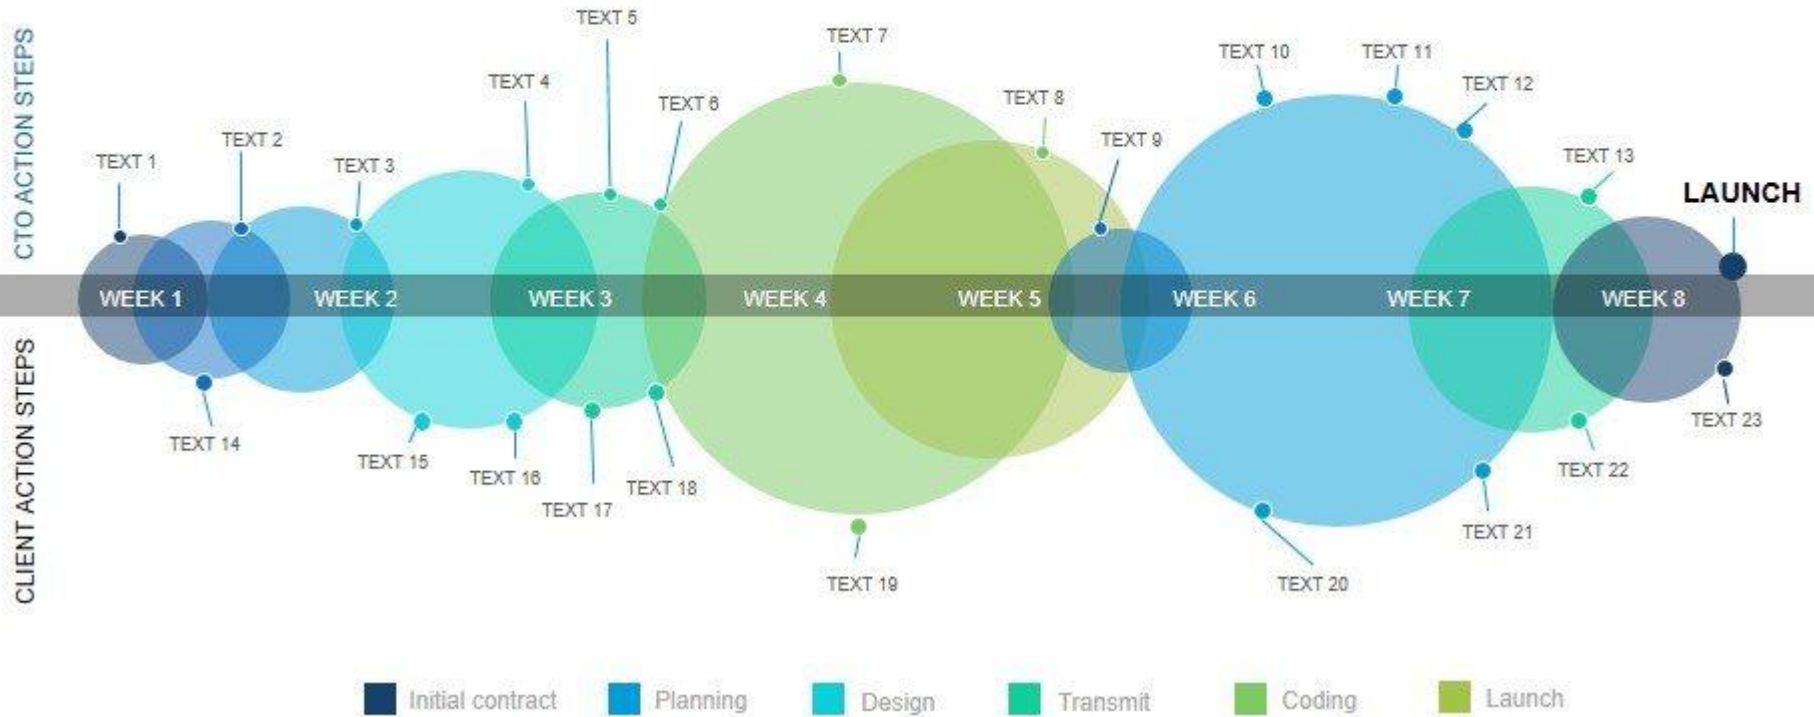 CTO ACTION STEPS
CLIENT ACTION STEPS
TEXT 1
TEXT 2
TEXT 3
TEXT 4
TEXT 5
TEXT 6
TEXT 7
TEXT 8
TEXT 9
TEXT 10
TEXT 11
TEXT 12
TEXT 13
LAUNCH
WEEK 1
WEEK 2
WEEK 3
WEEK 4
WEEK 5
WEEK 6
WEEK 7
WEEK 8
TEXT 14
TEXT 15
TEXT 16
TEXT 17
TEXT 18
TEXT 19
TEXT 20
TEXT 21
TEXT 22
TEXT 23
Initial contract
Planning
Design
Transmit
Coding
Launch